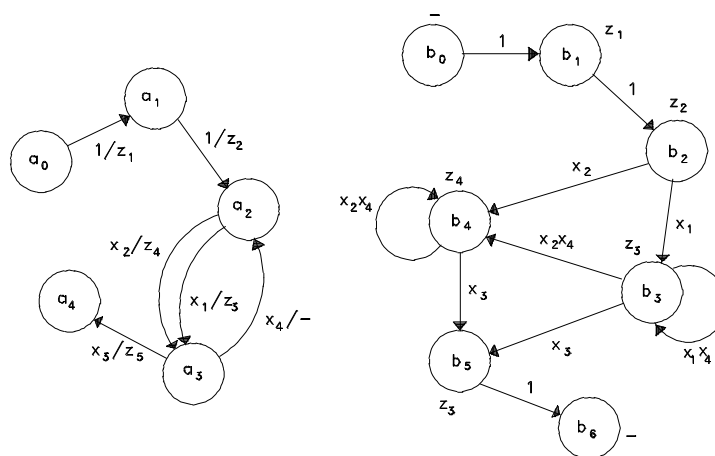 a₀
1/z₁
a₁
1/z₂
a₂
x₂/z₄
x₁/z₃
x₄/-
a₃
x₃/z₅
a₄
-
b₀
1
z₁
b₁
1
z₂
b₂
x₂
x₁
z₄
b₄
x₂x₄
x₂x₄
z₃
b₃
x₁x₄
x₃
x₃
b₅
z₃
1
b₆
-